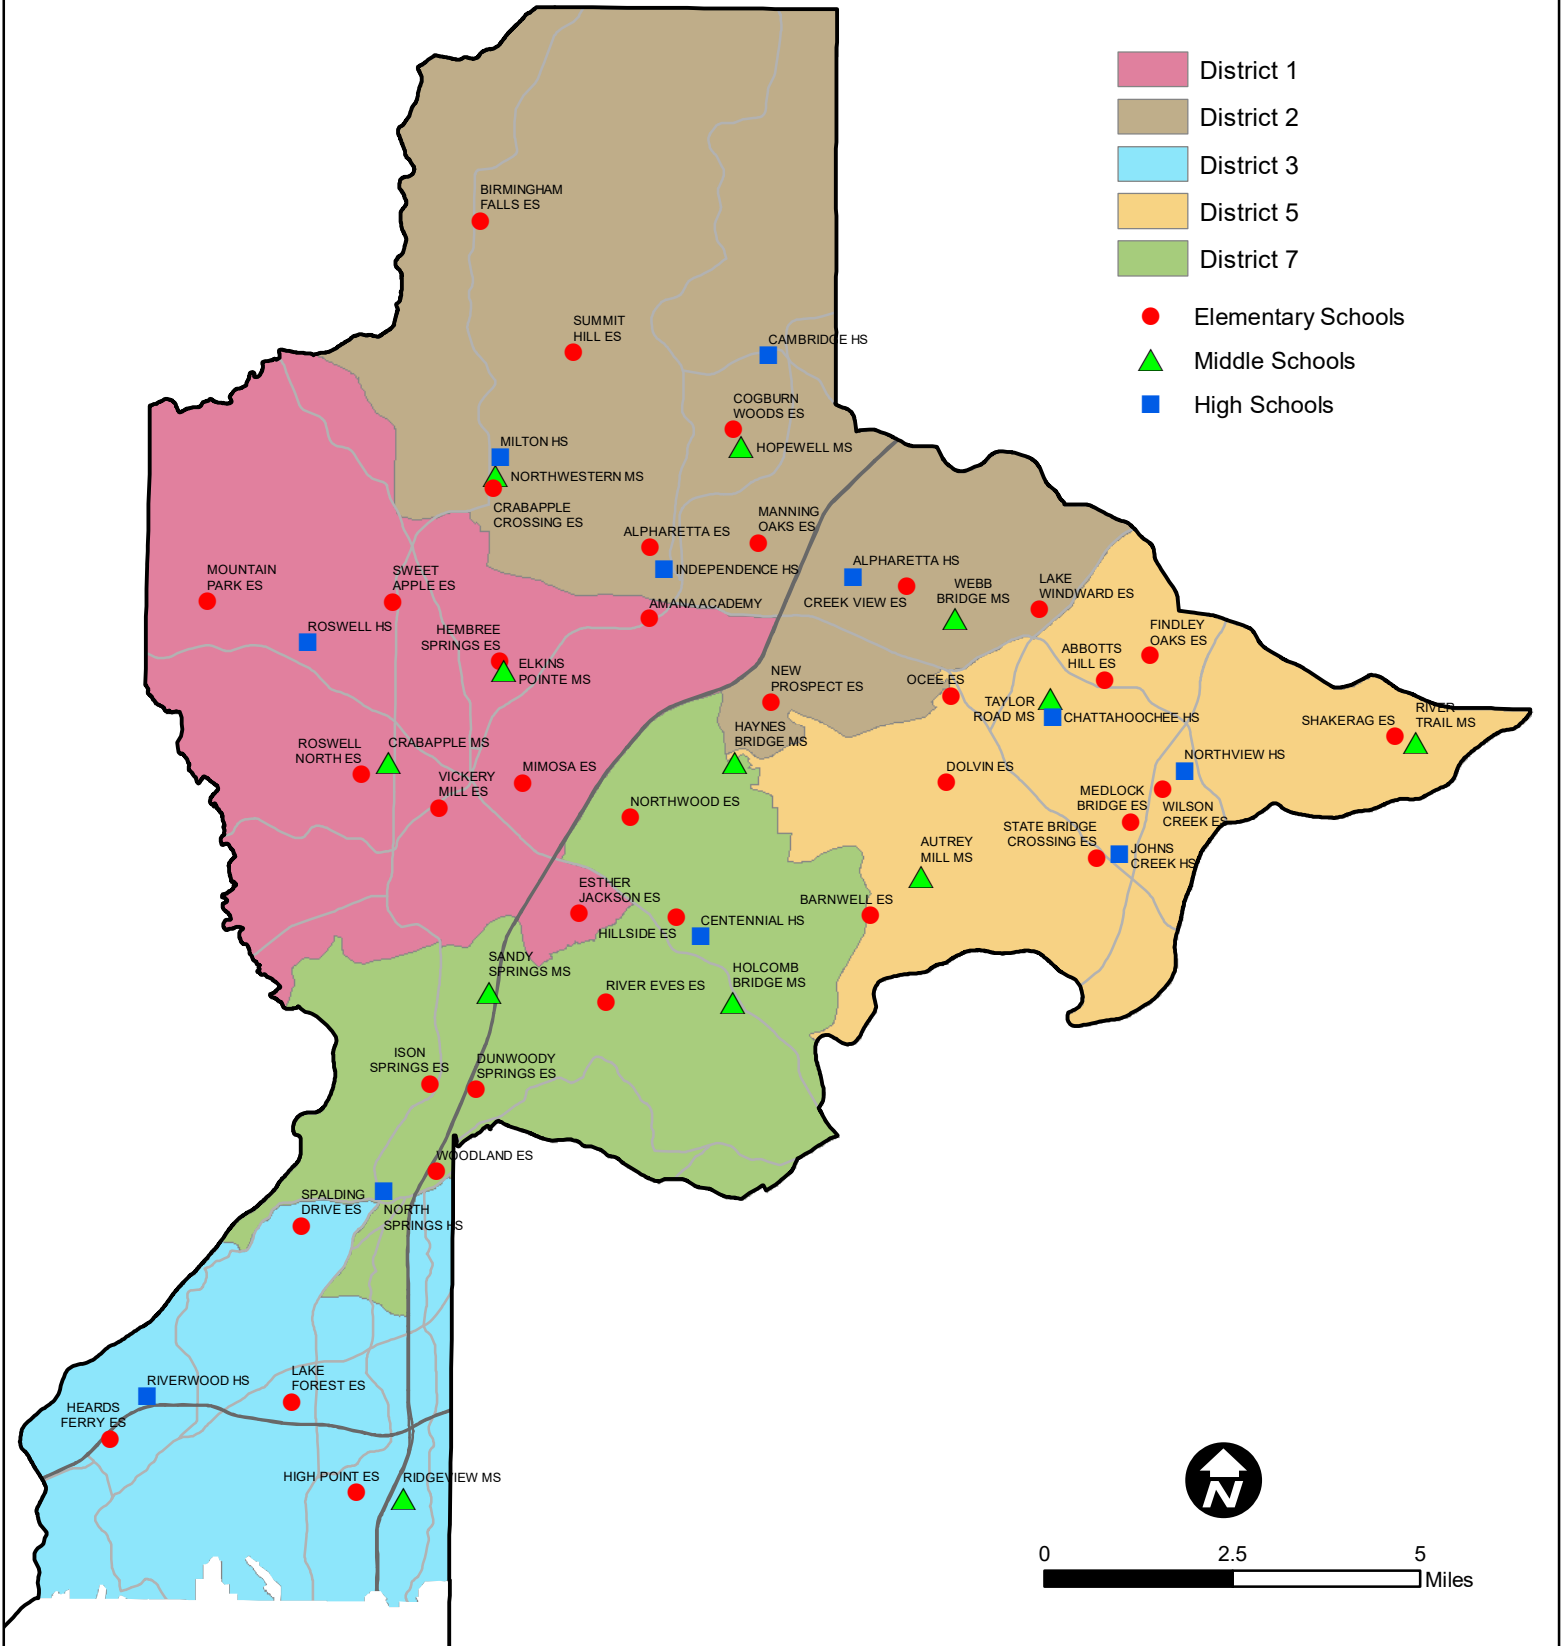 District 1
District 2
District 3
District 5
District 7
Elementary Schools
Middle Schools
High Schools
BIRMINGHAM
FALLS ES
SUMMIT
HILL ES
CAMBRIDGE HS
COGBURN
WOODS ES
HOPEWELL MS
MILTON HS
NORTHWESTERN MS
CRABAPPLE
CROSSING ES
MANNING
OAKS ES
ALPHARETTA ES
INDEPENDENCE HS
ALPHARETTA HS
CREEK VIEW ES
WEBB
BRIDGE MS
LAKE
WINDWARD ES
MOUNTAIN
PARK ES
SWEET
APPLE ES
AMANA ACADEMY
ROSWELL HS
HEMBREE
SPRINGS ES
ELKINS
POINTE MS
FINDLEY
OAKS ES
ABBOTTS
HILL ES
NEW
PROSPECT ES
OCEE ES
TAYLOR
ROAD MS
CHATTAHOOCHEE HS
RIVER
TRAIL MS
SHAKERAG ES
HAYNES
BRIDGE MS
ROSWELL
NORTH ES
CRABAPPLE MS
VICKERY
MILL ES
MIMOSA ES
DOLVIN ES
NORTHVIEW HS
MEDLOCK
BRIDGE ES
WILSON
CREEK ES
NORTHWOOD ES
STATE BRIDGE
CROSSING ES
JOHNS
CREEK HS
AUTREY
MILL MS
ESTHER
JACKSON ES
BARNWELL ES
HILLSIDE ES
CENTENNIAL HS
SANDY
SPRINGS MS
RIVER EVES ES
HOLCOMB
BRIDGE MS
ISON
SPRINGS ES
DUNWOODY
SPRINGS ES
WOODLAND ES
SPALDING
DRIVE ES
NORTH
SPRINGS HS
RIVERWOOD HS
LAKE
FOREST ES
HEARDS
FERRY ES
HIGH POINT ES
RIDGEVIEW MS
N
0 2.5 5
Miles